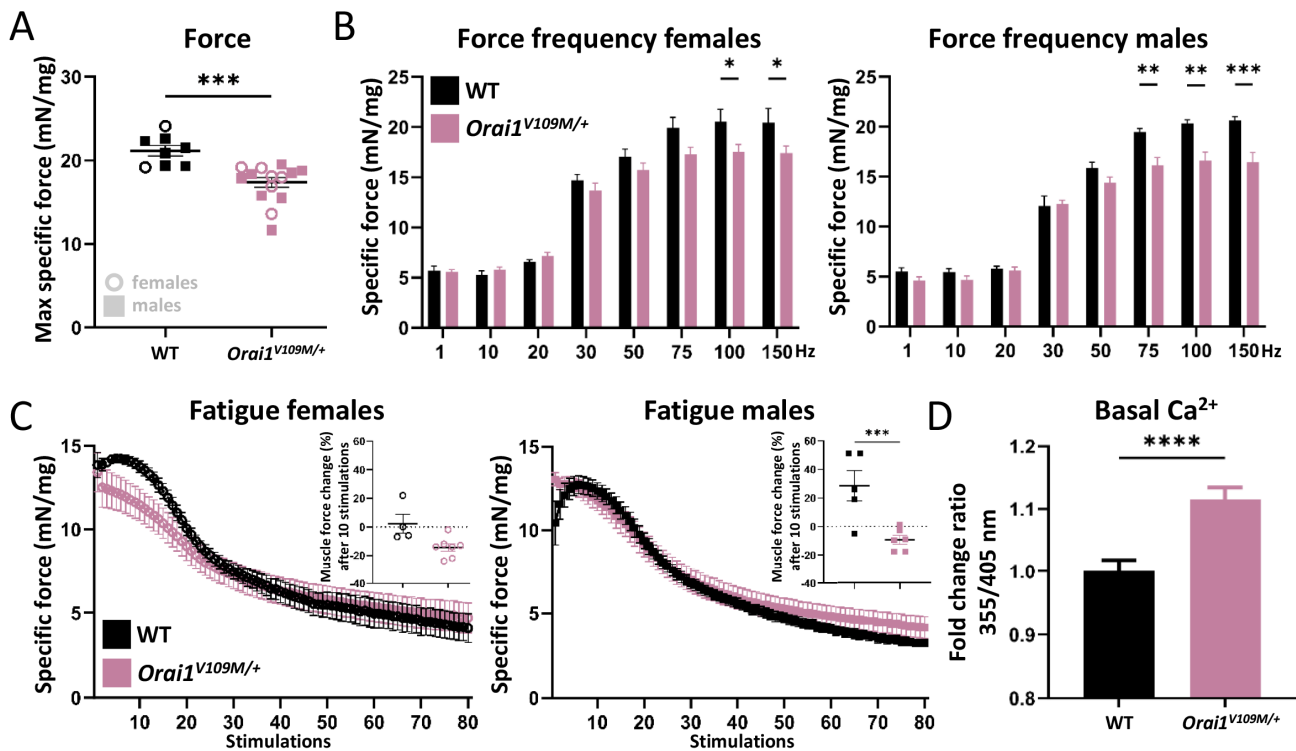 A
Force
***
Max specific force (mN/mg)
30
20
10
0
females
males
WT
Orai1V109M/+
B
Force frequency females
* *
Specific force (mN/mg)
25
20
15
10
5
0
WT
Orai1V109M/+
1 10 20 30 50 75 100 150 Hz
Force frequency males
** ** ***
Specific force (mN/mg)
25
20
15
10
5
0
1 10 20 30 50 75 100 150 Hz
C
Fatigue females
Specific force (mN/mg)
15
10
5
0
WT
Orai1V109M/+
10 20 30 40 50 60 70 80
Stimulations
Muscle force change (%)
after 10 stimulations
60
40
20
0
-20
-40
Fatigue males
Specific force (mN/mg)
15
10
5
0
10 20 30 40 50 60 70 80
Stimulations
Muscle force change (%)
after 10 stimulations
60
40
20
0
-20
-40
***
D
Basal Ca2+
****
Fold change ratio
355/405 nm
1.2
1.1
1.0
0.9
0.8
WT
Orai1V109M/+